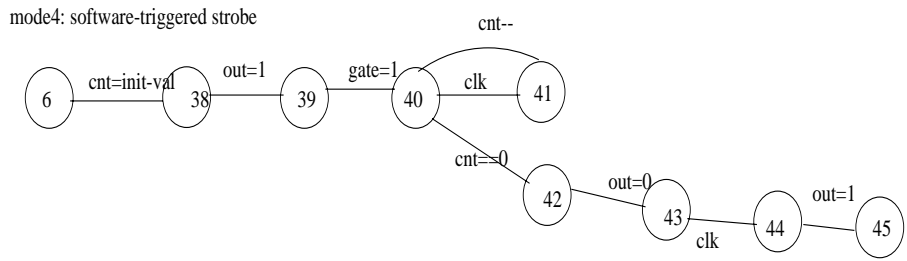 mode4: software-triggered strobe
cnt--
cnt=init-val
out=1
gate=1
clk
6
38
39
40
41
cnt==0
42
out=0
43
clk
44
out=1
45